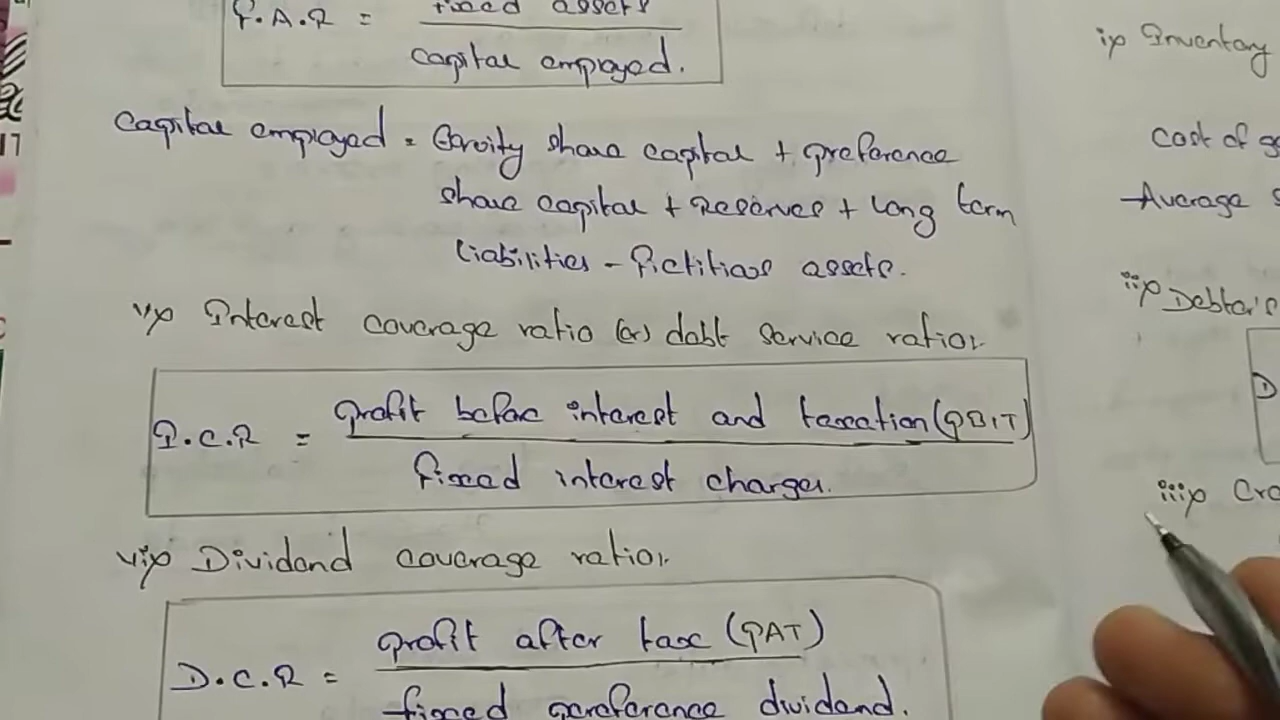 F.A.R = fixed assets
capital employed.
Capital employed = Equity share capital + preference
share capital + Reserves + Long term
liabilities - fictitious assets.
v) Interest coverage ratio (or) debt service ratio:
I.C.R = profit before interest and taxation (PBIT)
fixed interest charges.
vi) Dividend coverage ratio:
D.C.R = profit after tax (PAT)
fixed preference dividend.
i) Inventory
Cost of
Average
ii) Debtor's
D
iii)
17